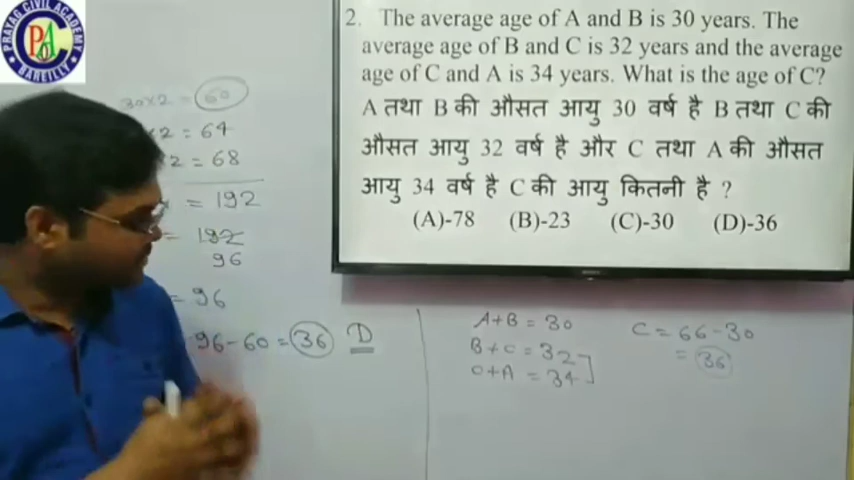 PRAYAG CIVIL ACADEMY
PCA
BAREILLY
2. The average age of A and B is 30 years. The
average age of B and C is 32 years and the average
age of C and A is 34 years. What is the age of C?
A तथा B की औसत आयु 30 वर्ष है B तथा C की
औसत आयु 32 वर्ष है और C तथा A की औसत
आयु 34 वर्ष है C की आयु कितनी है ?
(A)-78 (B)-23 (C)-30 (D)-36
30×2 = 60
×2 = 64
2 = 68
= 192
= 192
96
= 96
96-60 = 36 D
A+B = 30
B+C = 32
C+A = 34
C = 66-30
= 36